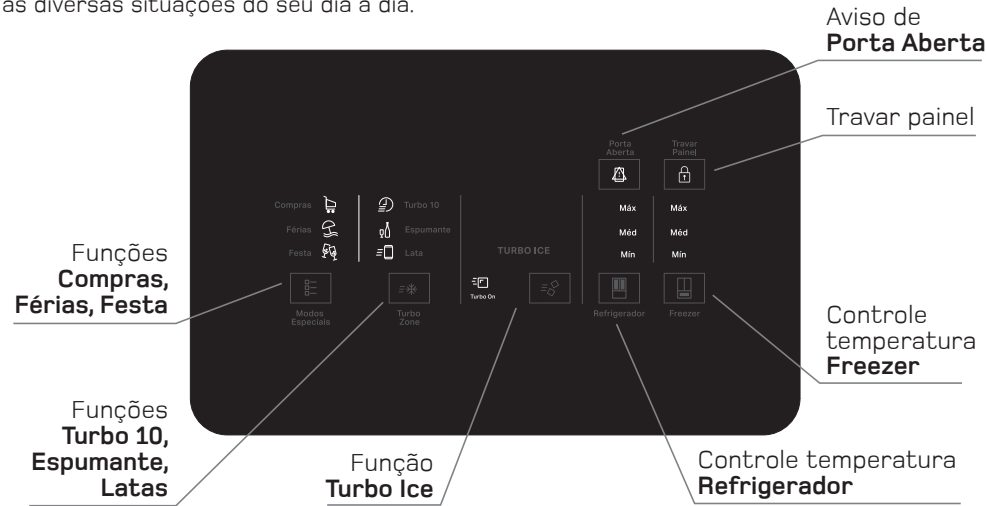 as diversas situações do seu dia a dia.
Aviso de
Porta Aberta
Travar painel
Porta
Aberta
Travar
Painel
Compras
Férias
Festa
Turbo 10
Espumante
Lata
TURBO ICE
Turbo On
Máx
Méd
Mín
Máx
Méd
Mín
Modos
Especiais
Turbo
Zone
Refrigerador
Freezer
Funções
Compras,
Férias, Festa
Controle
temperatura
Freezer
Funções
Turbo 10,
Espumante,
Latas
Função
Turbo Ice
Controle temperatura
Refrigerador